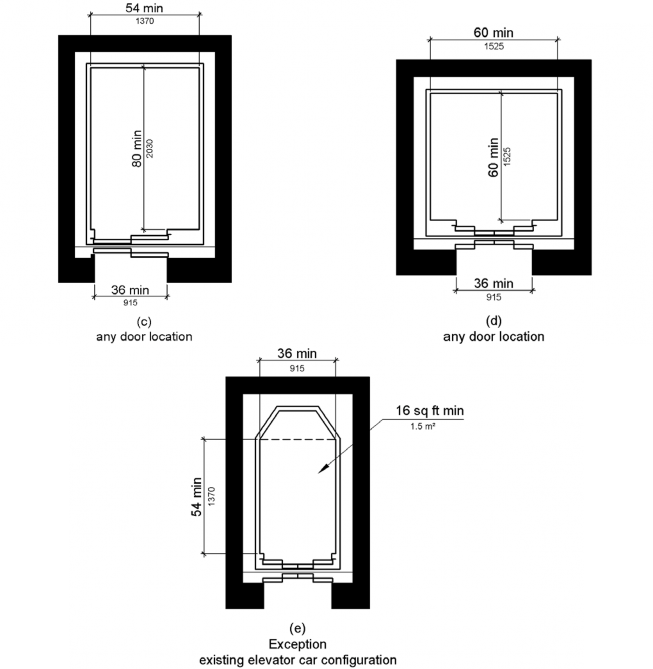 54 min
1370
80 min
2030
36 min
915
(c)
any door location
60 min
1525
60 min
1525
36 min
915
(d)
any door location
36 min
915
16 sq ft min
1.5 m²
54 min
1370
(e)
Exception
existing elevator car configuration